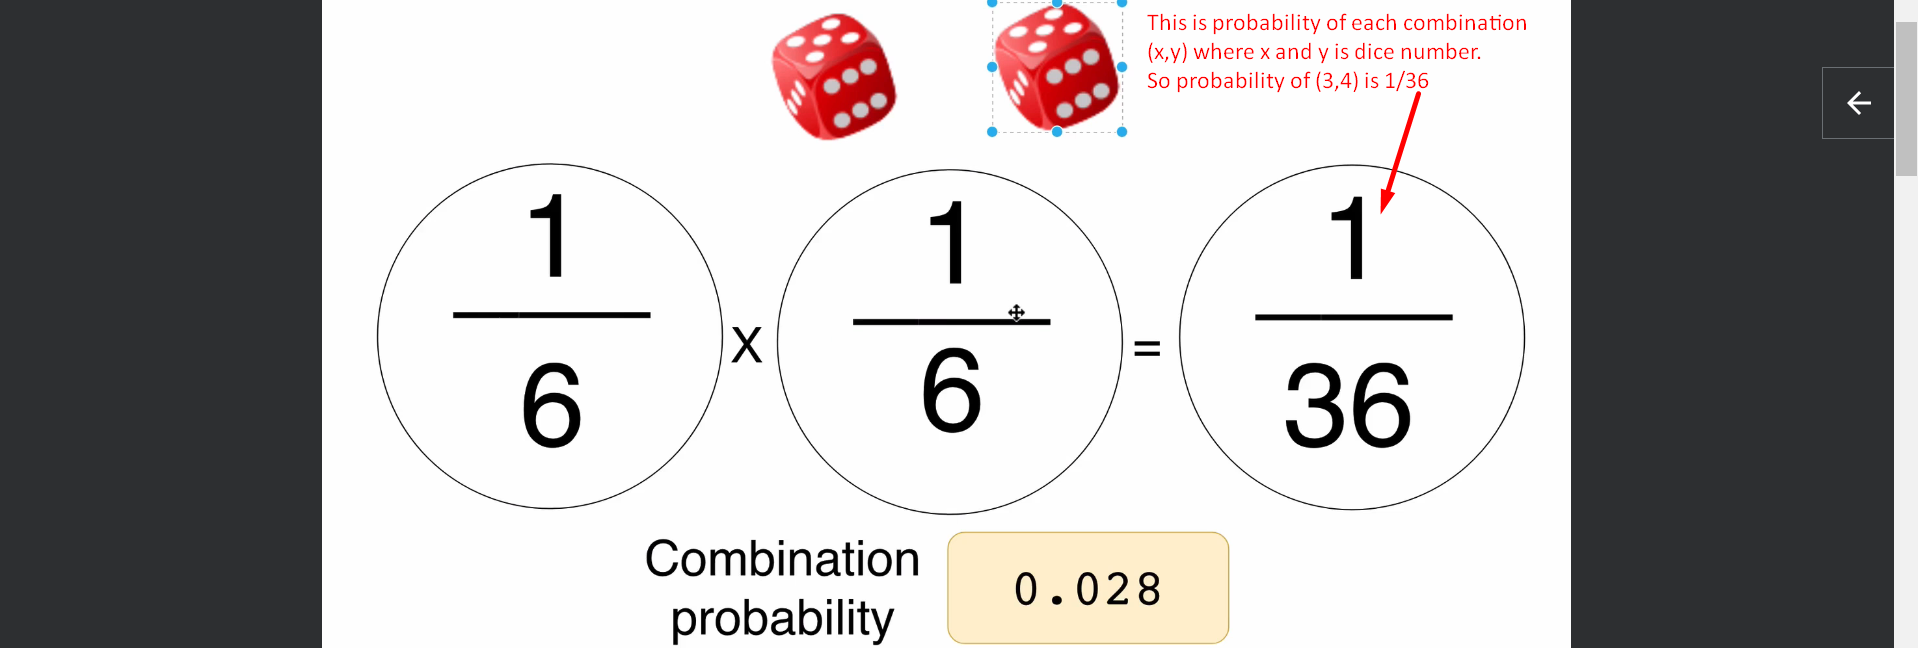 This is probability of each combination
(x,y) where x and y is dice number.
So probability of (3,4) is 1/36
1
6
x
1
6
=
1
36
Combination
probability
0.028